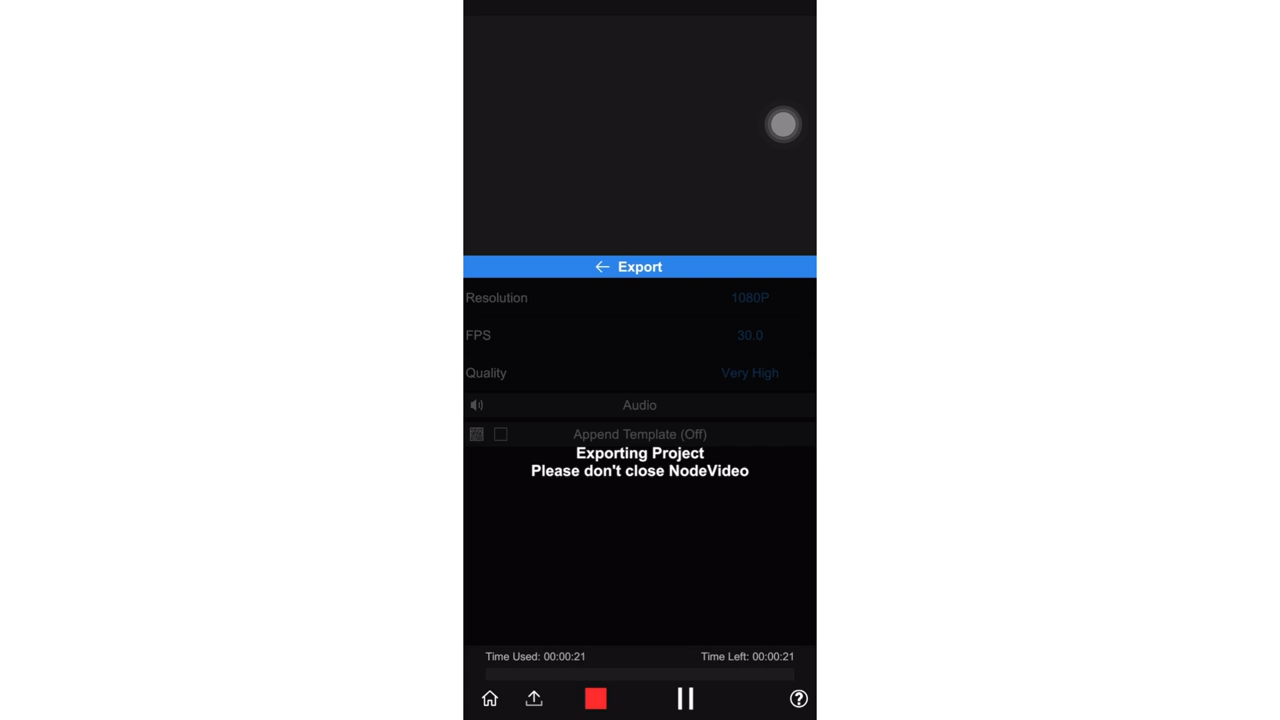 Export
Resolution 1080P
FPS 30.0
Quality Very High
Audio
Append Template (Off)
Exporting Project
Please don't close NodeVideo
Time Used: 00:00:21 Time Left: 00:00:21